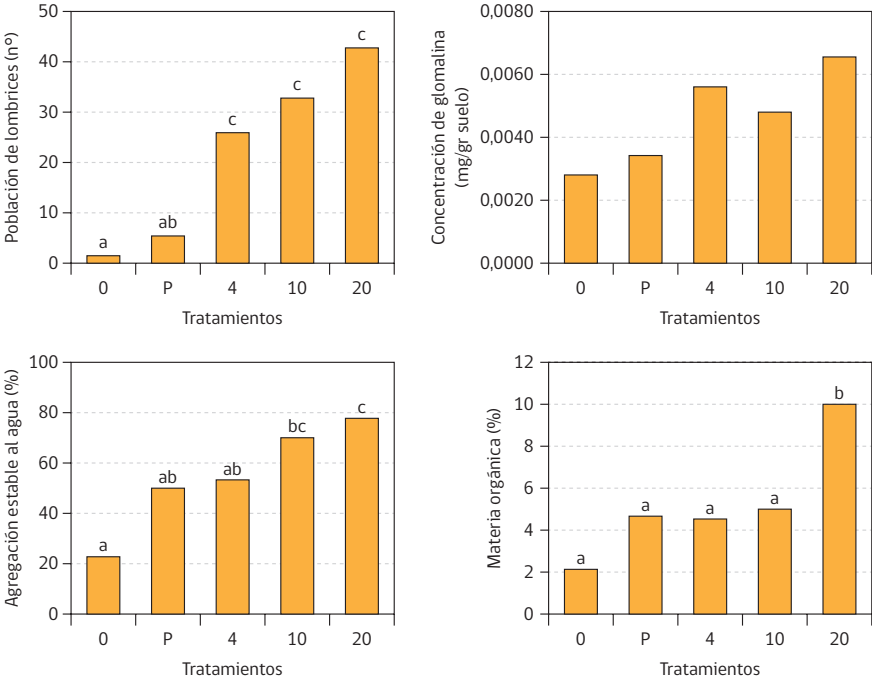 Población de lombrices (nº)
50
40
30
20
10
0
a
ab
c
c
c
0 P 4 10 20
Tratamientos
Concentración de glomalina
(mg/gr suelo)
0,0080
0,0060
0,0040
0,0020
0,0000
0 P 4 10 20
Tratamientos
Agregación estable al agua (%)
100
80
60
40
20
0
a
ab
ab
bc
c
0 P 4 10 20
Tratamientos
Materia orgánica (%)
12
10
8
6
4
2
0
a
a
a
a
b
0 P 4 10 20
Tratamientos